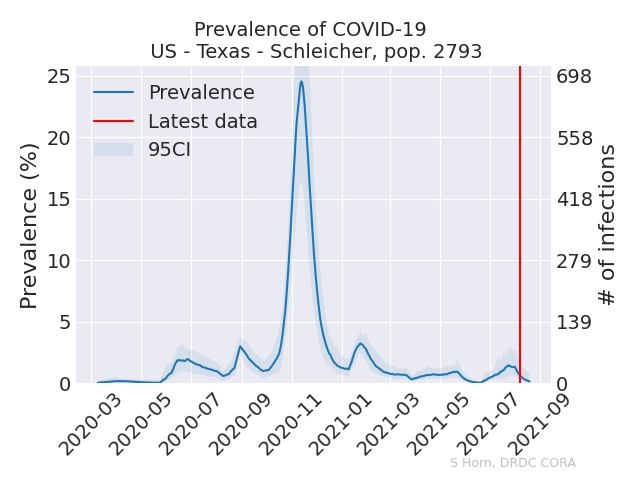 Prevalence of COVID-19
US - Texas - Schleicher, pop. 2793
Prevalence (%)
25
20
15
10
5
0
Prevalence
Latest data
95CI
698
558
418
279
139
0
# of infections
2020-03
2020-05
2020-07
2020-09
2020-11
2021-01
2021-03
2021-05
2021-07
2021-09
S Horn, DRDC CORA